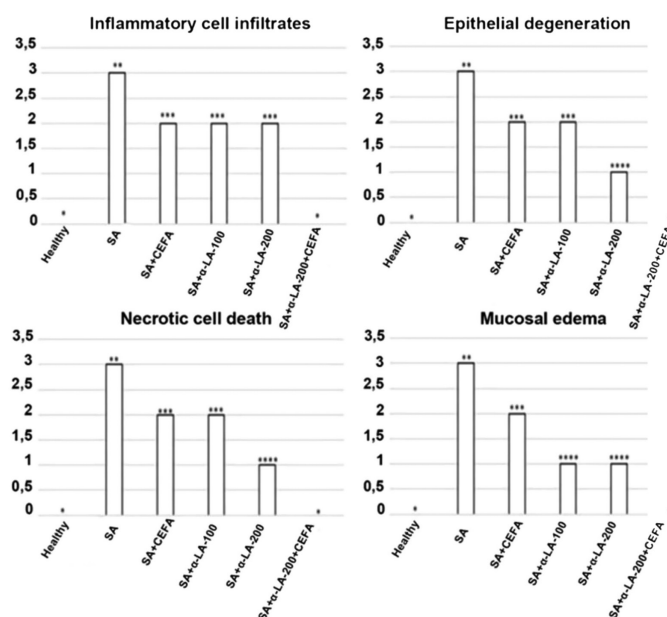 Inflammatory cell infiltrates
3,5
3
2,5
2
1,5
1
0,5
0
*
**
***
***
***
*
Healthy
SA
SA+CEFA
SA+α-LA-100
SA+α-LA-200
SA+α-LA-200+CEFA
Epithelial degeneration
3,5
3
2,5
2
1,5
1
0,5
0
*
**
***
***
****
Healthy
SA
SA+CEFA
SA+α-LA-100
SA+α-LA-200
SA+α-LA-200+CEFA
Necrotic cell death
3,5
3
2,5
2
1,5
1
0,5
0
*
**
***
***
****
*
Healthy
SA
SA+CEFA
SA+α-LA-100
SA+α-LA-200
SA+α-LA-200+CEFA
Mucosal edema
3,5
3
2,5
2
1,5
1
0,5
0
*
**
***
****
****
Healthy
SA
SA+CEFA
SA+α-LA-100
SA+α-LA-200
SA+α-LA-200+CEFA